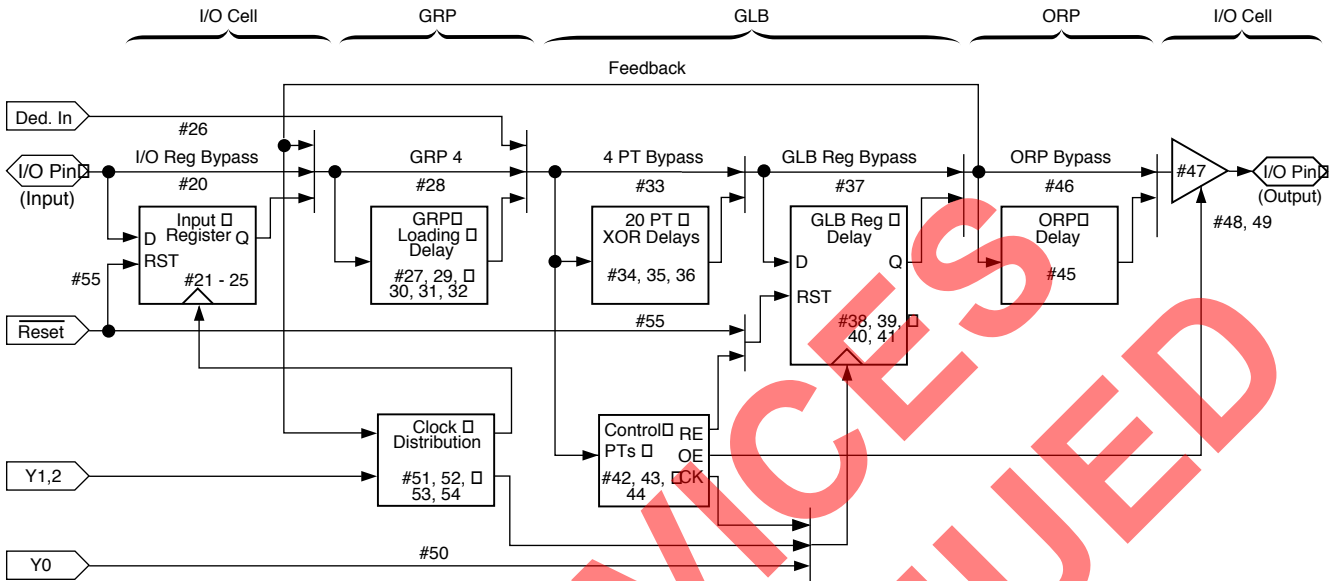 I/O Cell GRP GLB ORP I/O Cell
Feedback
Ded. In
#26
I/O Pin
(Input)
I/O Reg Bypass
#20
GRP 4
#28
4 PT Bypass
#33
GLB Reg Bypass
#37
ORP Bypass
#46
#47
I/O Pin
(Output)
#48, 49
Input
Register
D Q
RST
#21 - 25
#55
GRP
Loading
Delay
#27, 29,
30, 31, 32
20 PT
XOR Delays
#34, 35, 36
GLB Reg
Delay
D Q
RST
#38, 39,
40, 41
ORP
Delay
#45
Reset
#55
Clock
Distribution
#51, 52,
53, 54
Control
PTs
RE
OE
CK
#42, 43,
44
Y1,2
Y0
#50
VICES
UED